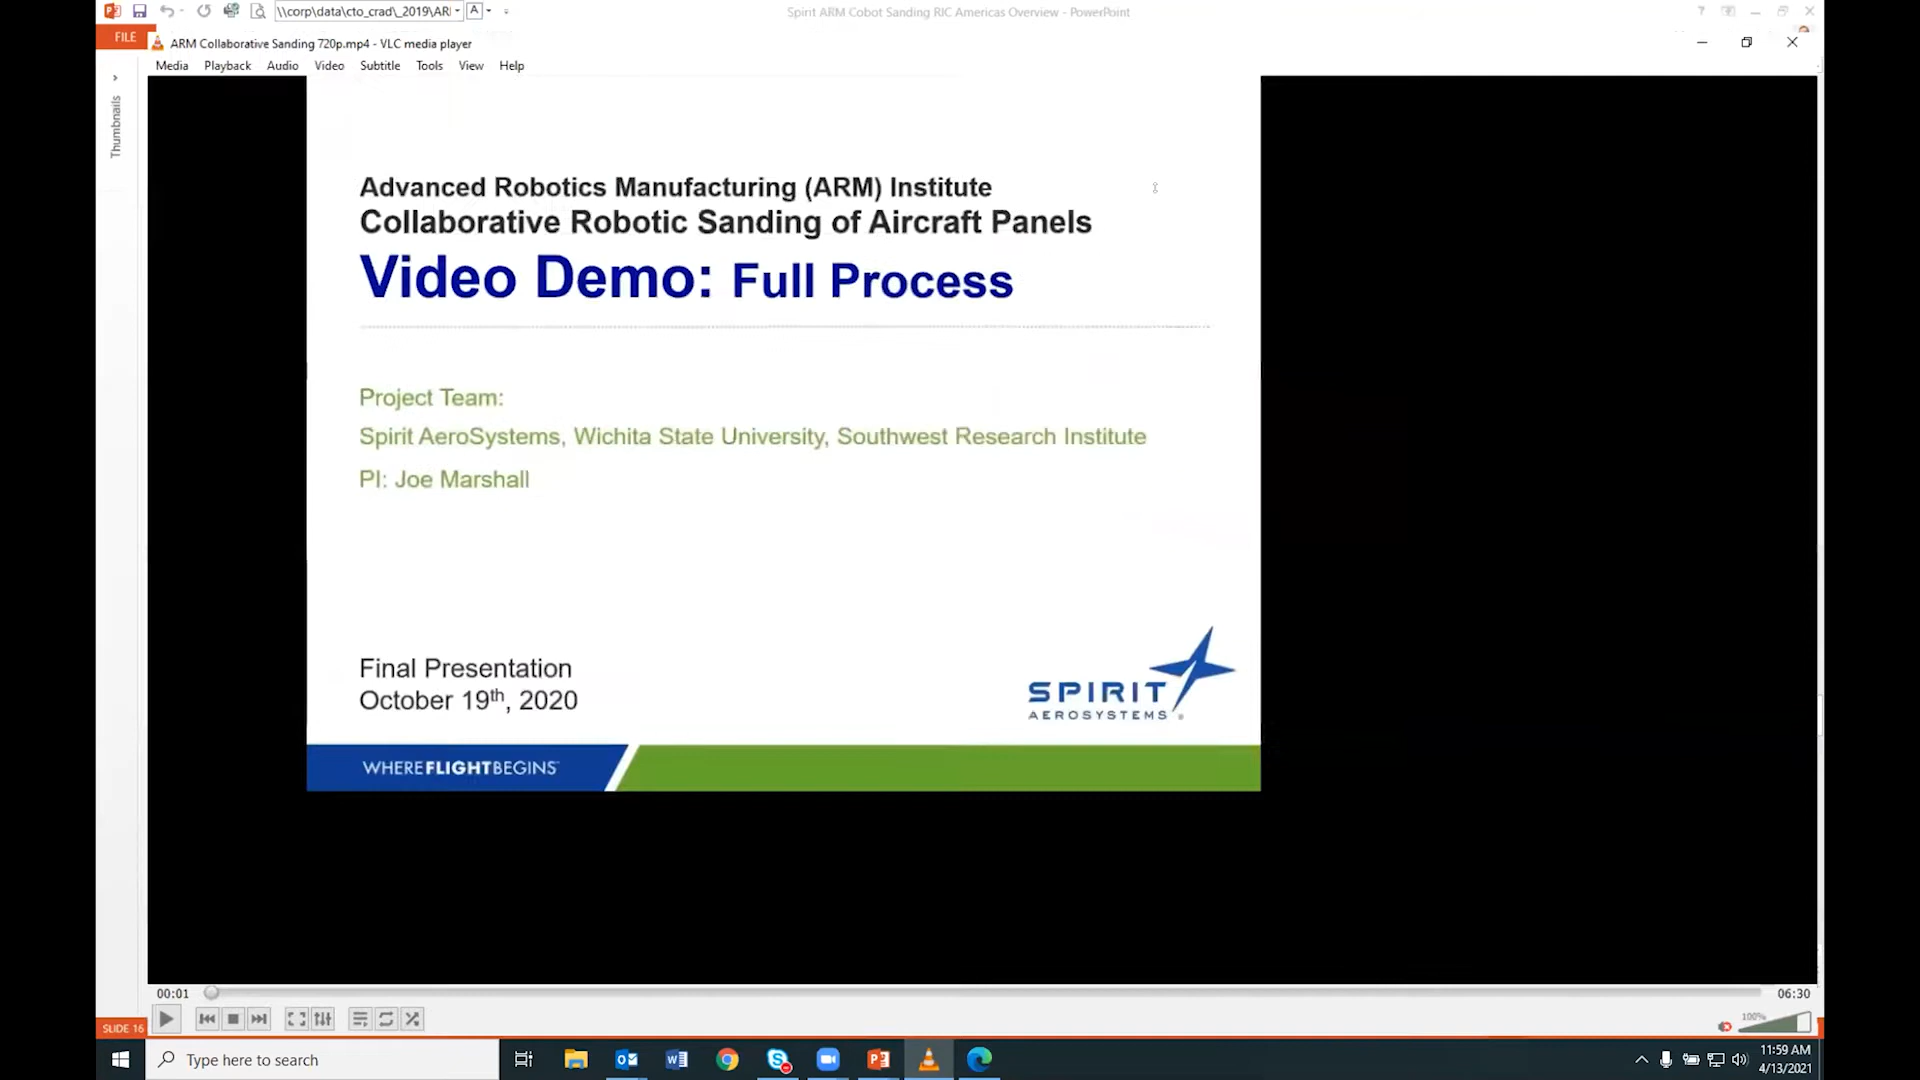 \\corp\data\cto_crad\_2019\AR
A
Spirit ARM Cobot Sanding RIC Americas Overview - PowerPoint
?
FILE
ARM Collaborative Sanding 720p.mp4 - VLC media player
Media Playback Audio Video Subtitle Tools View Help
Thumbnails
Advanced Robotics Manufacturing (ARM) Institute
Collaborative Robotic Sanding of Aircraft Panels
Video Demo: Full Process
Project Team:
Spirit AeroSystems, Wichita State University, Southwest Research Institute
PI: Joe Marshall
Final Presentation
October 19th, 2020
SPIRIT
AEROSYSTEMS
WHEREFLIGHTBEGINS
00:01
06:30
100%
SLIDE 16
Type here to search
11:59 AM
4/13/2021